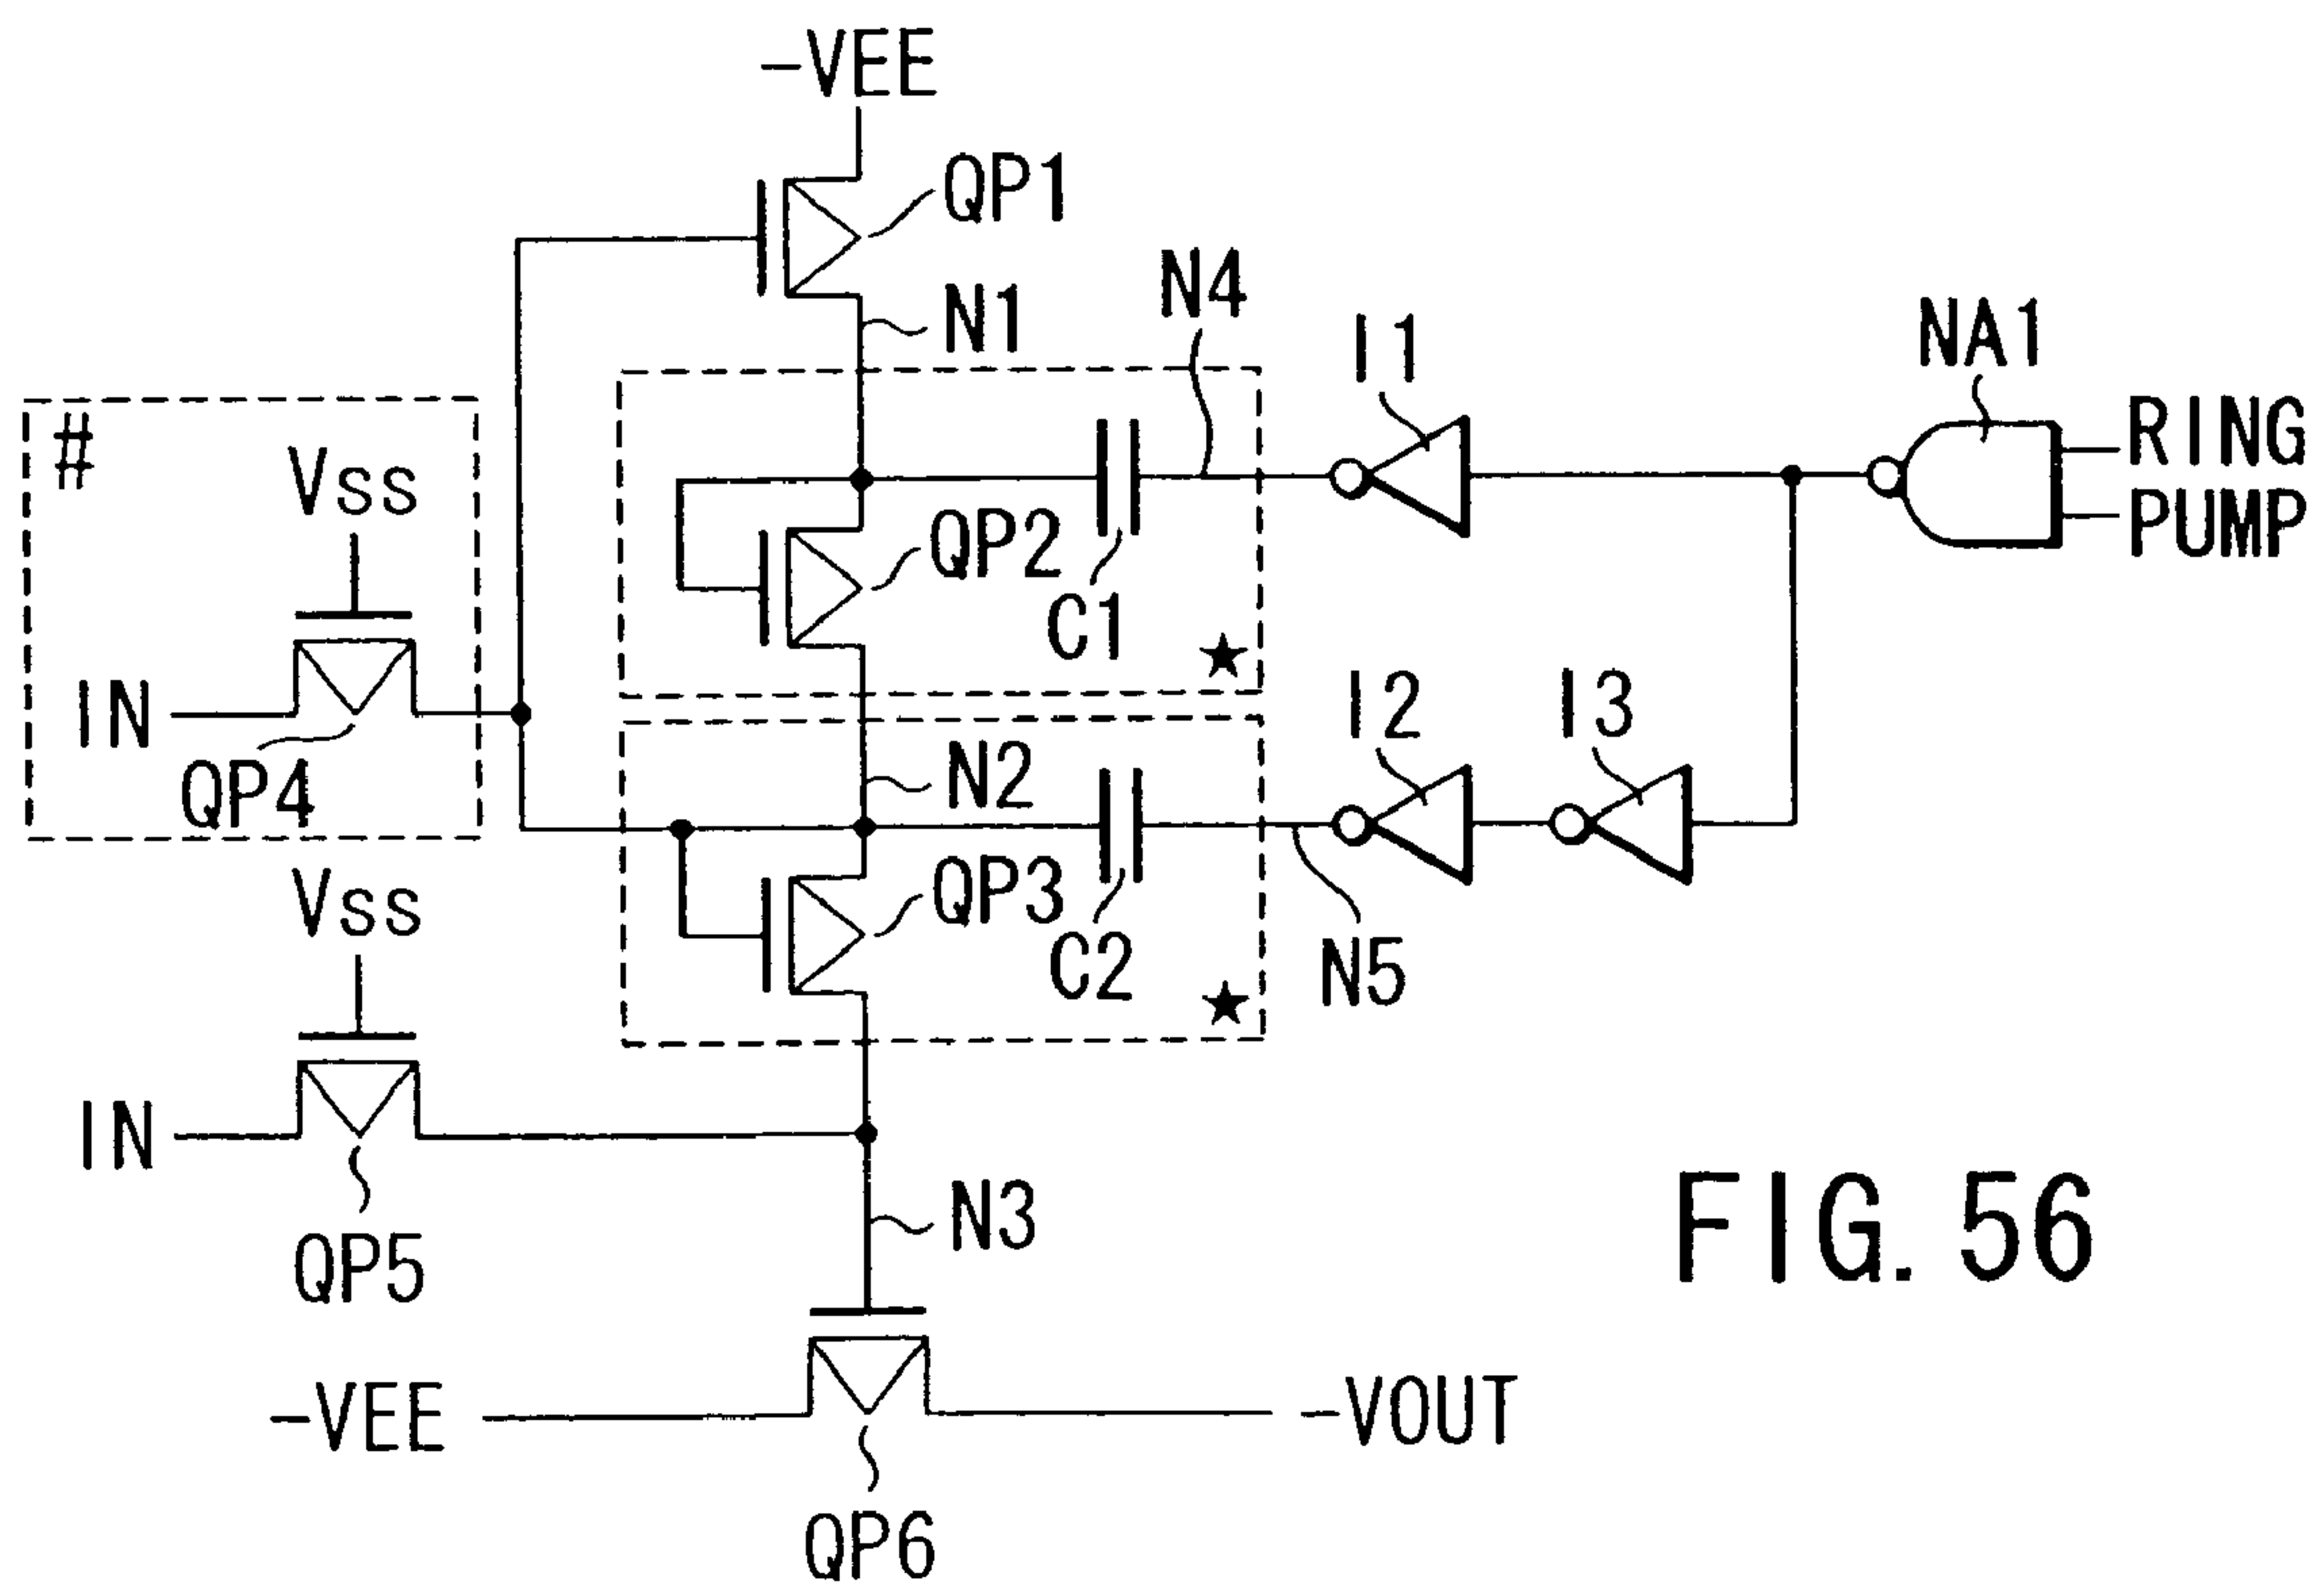 -VEE
QP1
N1
N4
I1
NA1
RING
PUMP
#
Vss
QP2
C1
★
IN
QP4
I2
I3
N2
Vss
QP3
C2
★
N5
IN
QP5
N3
FIG. 56
-VEE
-VOUT
QP6